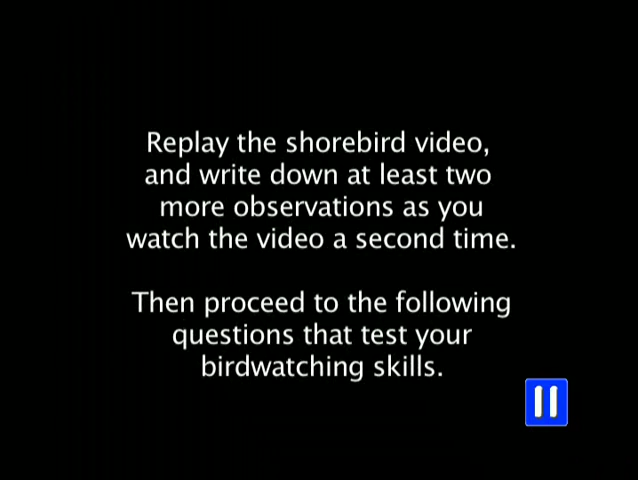 Replay the shorebird video,
and write down at least two
more observations as you
watch the video a second time.
Then proceed to the following
questions that test your
birdwatching skills.